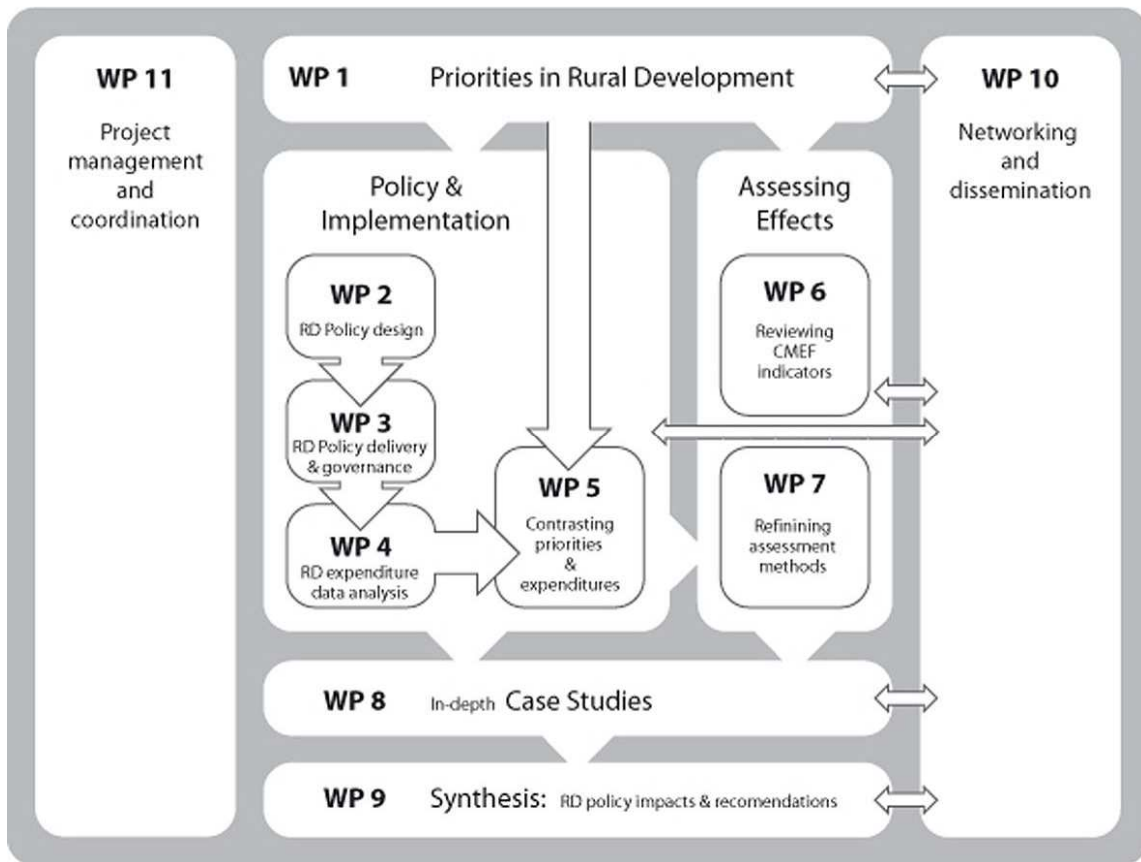 WP 11
Project
management
and
coordination
WP 1 Priorities in Rural Development
WP 10
Networking
and
dissemination
Policy &
Implementation
WP 2
RD Policy design
WP 3
RD Policy delivery
& governance
WP 4
RD expenditure
data analysis
WP 5
Contrasting
priorities
&
expenditures
Assessing
Effects
WP 6
Reviewing
CMEF
indicators
WP 7
Refinining
assessment
methods
WP 8 In-depth Case Studies
WP 9 Synthesis: RD policy impacts & recomendations